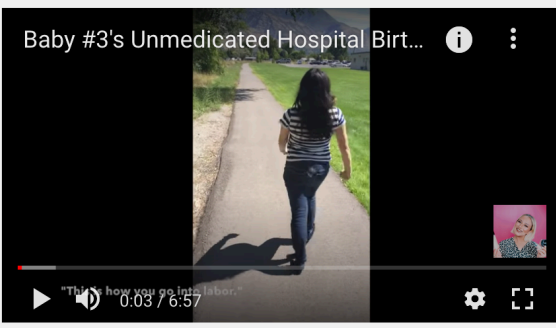 Baby #3's Unmedicated Hospital Birt...
"This is how you go into labor."
0:03 / 6:57